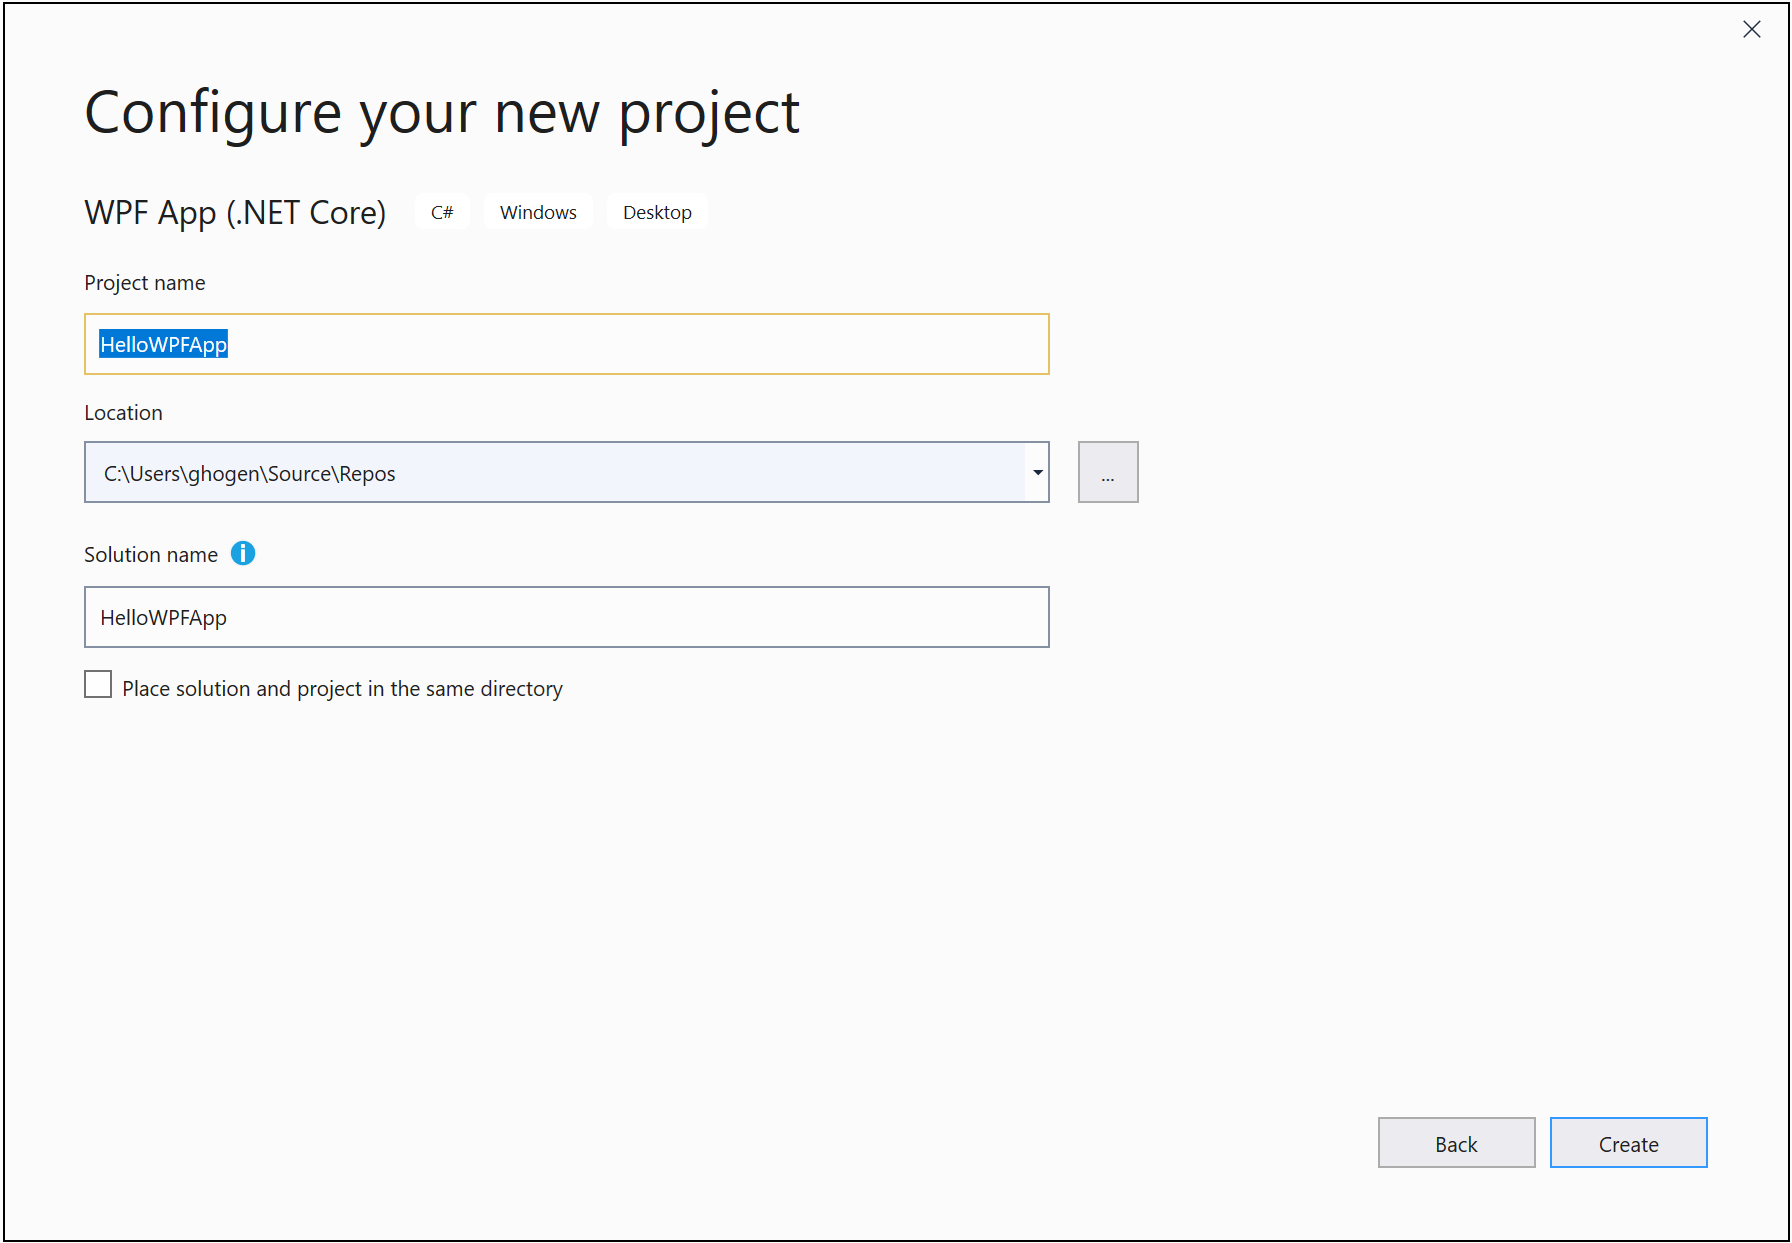 Configure your new project
WPF App (.NET Core) C# Windows Desktop
Project name
HelloWPFApp
Location
C:\Users\ghogen\Source\Repos
...
Solution name
HelloWPFApp
Place solution and project in the same directory
Back Create